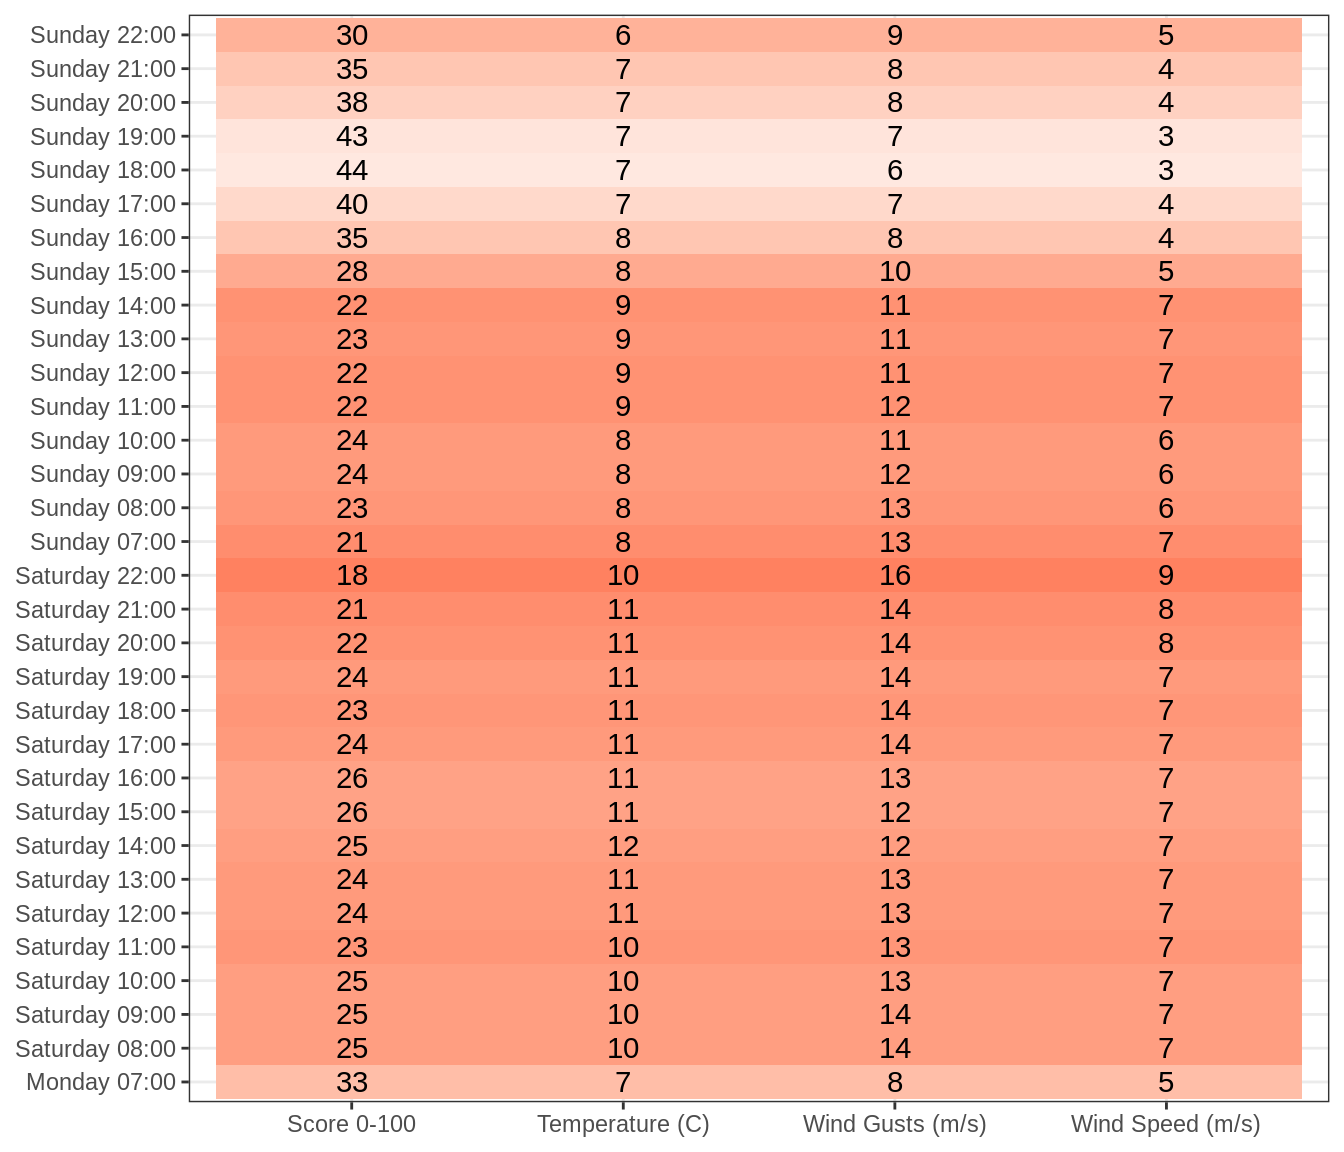 Sunday 22:00 30 6 9 5
Sunday 21:00 35 7 8 4
Sunday 20:00 38 7 8 4
Sunday 19:00 43 7 7 3
Sunday 18:00 44 7 6 3
Sunday 17:00 40 7 7 4
Sunday 16:00 35 8 8 4
Sunday 15:00 28 8 10 5
Sunday 14:00 22 9 11 7
Sunday 13:00 23 9 11 7
Sunday 12:00 22 9 11 7
Sunday 11:00 22 9 12 7
Sunday 10:00 24 8 11 6
Sunday 09:00 24 8 12 6
Sunday 08:00 23 8 13 6
Sunday 07:00 21 8 13 7
Saturday 22:00 18 10 16 9
Saturday 21:00 21 11 14 8
Saturday 20:00 22 11 14 8
Saturday 19:00 24 11 14 7
Saturday 18:00 23 11 14 7
Saturday 17:00 24 11 14 7
Saturday 16:00 26 11 13 7
Saturday 15:00 26 11 12 7
Saturday 14:00 25 12 12 7
Saturday 13:00 24 11 13 7
Saturday 12:00 24 11 13 7
Saturday 11:00 23 10 13 7
Saturday 10:00 25 10 13 7
Saturday 09:00 25 10 14 7
Saturday 08:00 25 10 14 7
Monday 07:00 33 7 8 5
Score 0-100 Temperature (C) Wind Gusts (m/s) Wind Speed (m/s)